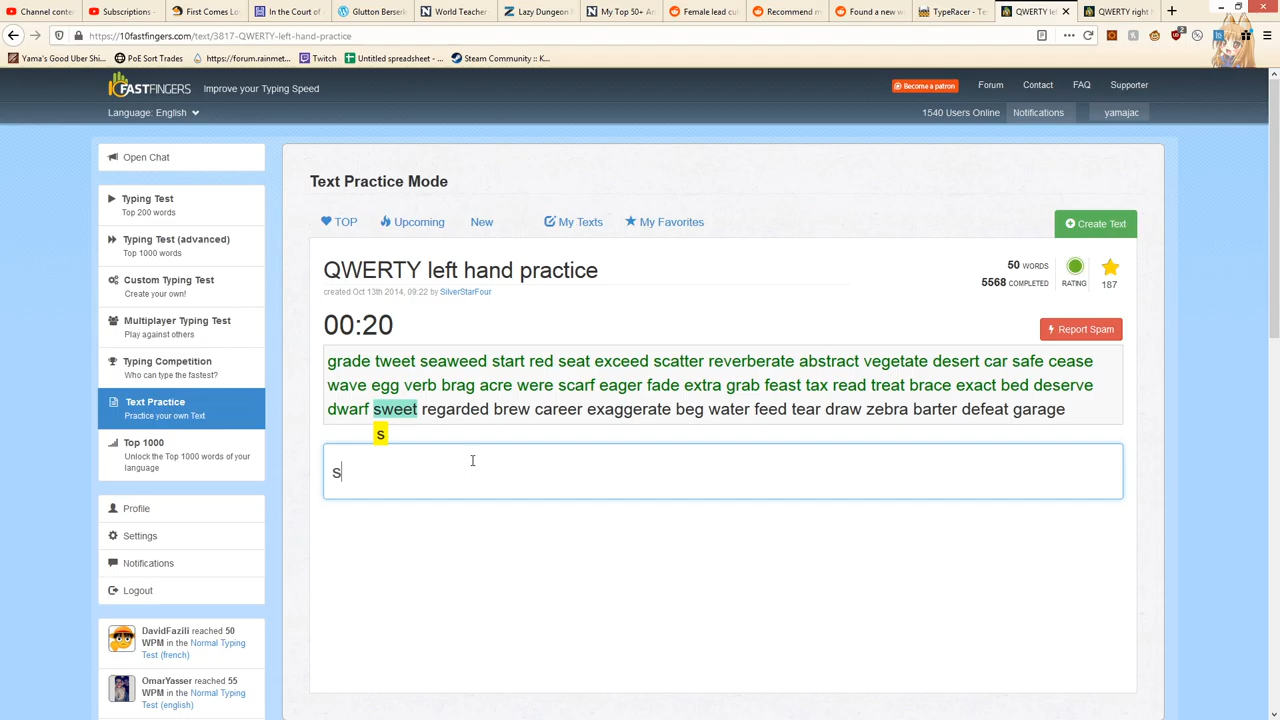 Channel content
Subscriptions -
First Comes Lo
In the Court of
Glutton Berserk
World Teacher
Lazy Dungeon
My Top 50+ An
Female lead cul
Recommend m
Found a new w
TypeRacer -
QWERTY left
QWERTY right h
https://10fastfingers.com/text/3817-QWERTY-left-hand-practice
Yama's Good Uber Shi...
PoE Sort Trades
https://forum.rainmet...
Twitch
Untitled spreadsheet - ...
Steam Community :: K...
10FASTFINGERS
Improve your Typing Speed
Become a patron
Forum
Contact
FAQ
Supporter
Language: English
1540 Users Online
Notifications
yamajac
Open Chat
Typing Test
Top 200 words
Typing Test (advanced)
Top 1000 words
Custom Typing Test
Create your own!
Multiplayer Typing Test
Play against others
Typing Competition
Who can type the fastest?
Text Practice
Practice your own Text
Top 1000
Unlock the Top 1000 words of your
language
Profile
Settings
Notifications
Logout
DavidFazili reached 50
WPM in the Normal Typing
Test (french)
OmarYasser reached 55
WPM in the Normal Typing
Test (english)
Text Practice Mode
TOP
Upcoming
New
My Texts
My Favorites
Create Text
QWERTY left hand practice
created Oct 13th 2014, 09:22 by SilverStarFour
50 WORDS
5568 COMPLETED
RATING
187
00:20
Report Spam
grade tweet seaweed start red seat exceed scatter reverberate abstract vegetate desert car safe cease
wave egg verb brag acre were scarf eager fade extra grab feast tax read treat brace exact bed deserve
dwarf sweet regarded brew career exaggerate beg water feed tear draw zebra barter defeat garage
s
s